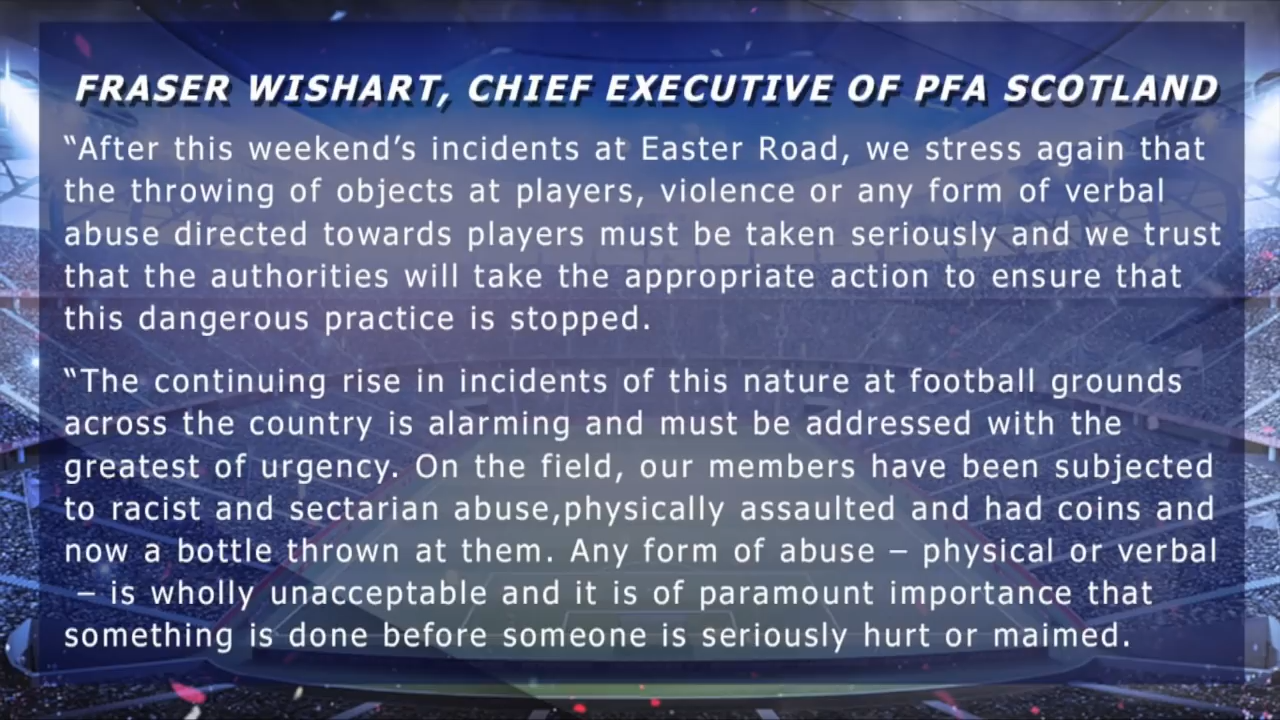 FRASER WISHART, CHIEF EXECUTIVE OF PFA SCOTLAND
“After this weekend’s incidents at Easter Road, we stress again that
the throwing of objects at players, violence or any form of verbal
abuse directed towards players must be taken seriously and we trust
that the authorities will take the appropriate action to ensure that
this dangerous practice is stopped.
“The continuing rise in incidents of this nature at football grounds
across the country is alarming and must be addressed with the
greatest of urgency. On the field, our members have been subjected
to racist and sectarian abuse,physically assaulted and had coins and
now a bottle thrown at them. Any form of abuse – physical or verbal
– is wholly unacceptable and it is of paramount importance that
something is done before someone is seriously hurt or maimed.